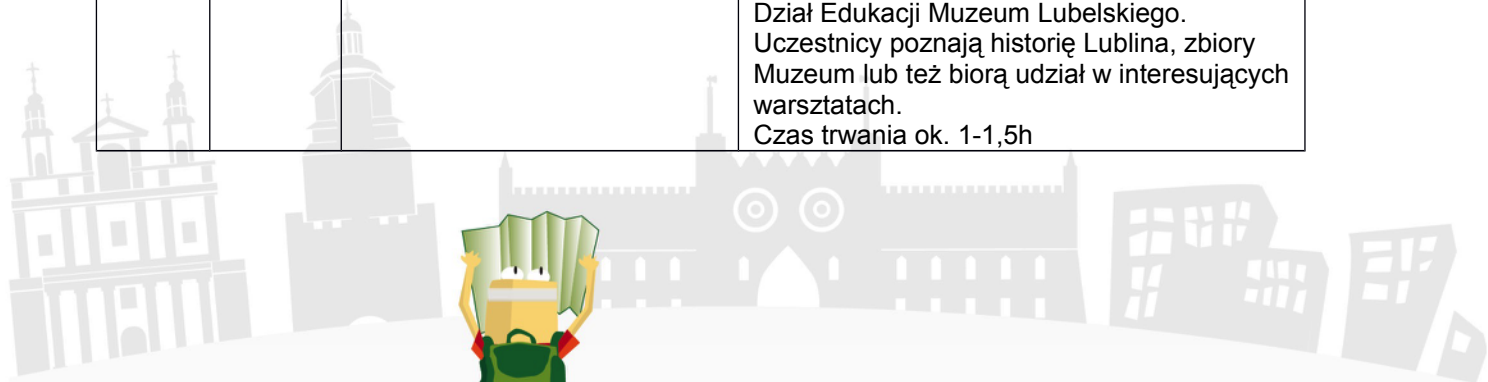 Dział Edukacji Muzeum Lubelskiego.
Uczestnicy poznają historię Lublina, zbiory
Muzeum lub też biorą udział w interesujących
warsztatach.
Czas trwania ok. 1-1,5h